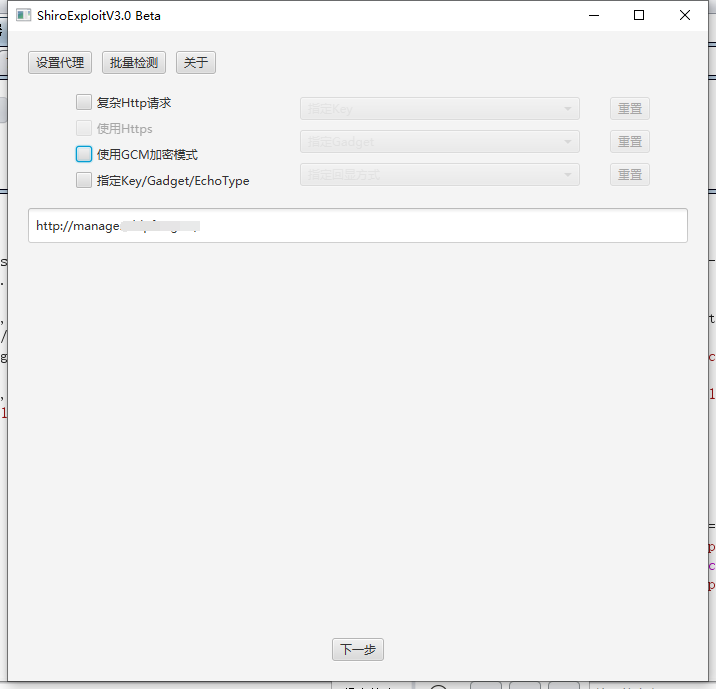 ShiroExploitV3.0 Beta
设置代理 批量检测 关于
复杂Http请求 指定Key 重置
使用Https
使用GCM加密模式 指定Gadget 重置
指定Key/Gadget/EchoType 指定回显方式 重置
http://manage.
下一步